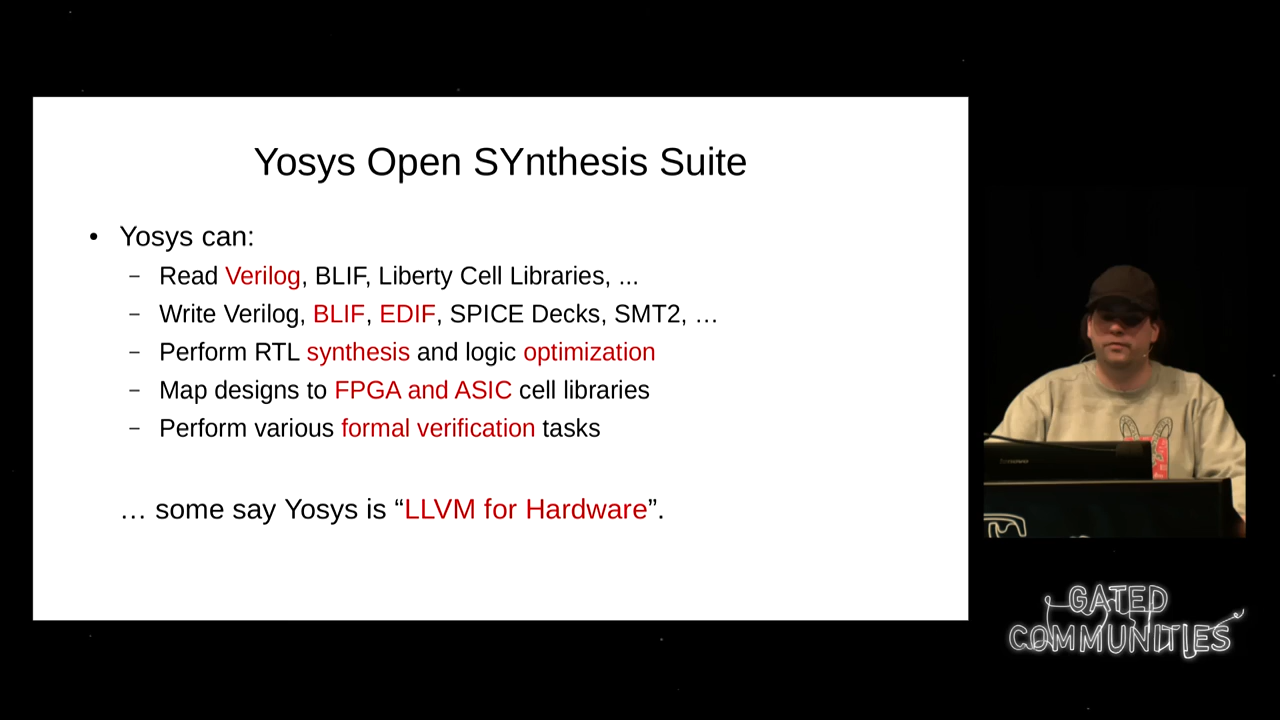 Yosys Open SYnthesis Suite
• Yosys can:
– Read Verilog, BLIF, Liberty Cell Libraries, ...
– Write Verilog, BLIF, EDIF, SPICE Decks, SMT2, …
– Perform RTL synthesis and logic optimization
– Map designs to FPGA and ASIC cell libraries
– Perform various formal verification tasks
… some say Yosys is “LLVM for Hardware”.
lenovo
GATED
COMMUNITIES